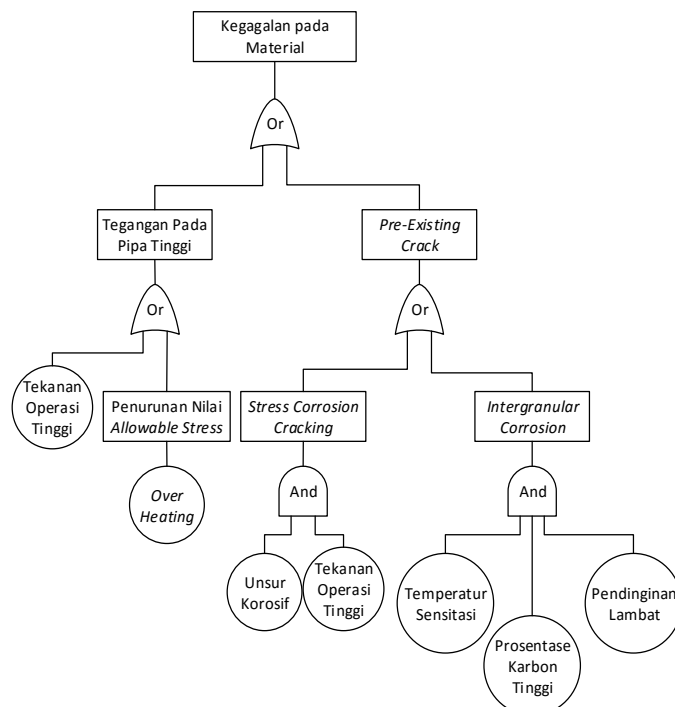 Kegagalan pada
Material
Or
Tegangan Pada
Pipa Tinggi
Pre-Existing
Crack
Or
Or
Tekanan
Operasi
Tinggi
Penurunan Nilai
Allowable Stress
Stress Corrosion
Cracking
Intergranular
Corrosion
Over
Heating
And
And
Unsur
Korosif
Tekanan
Operasi
Tinggi
Temperatur
Sensitasi
Prosentase
Karbon
Tinggi
Pendinginan
Lambat